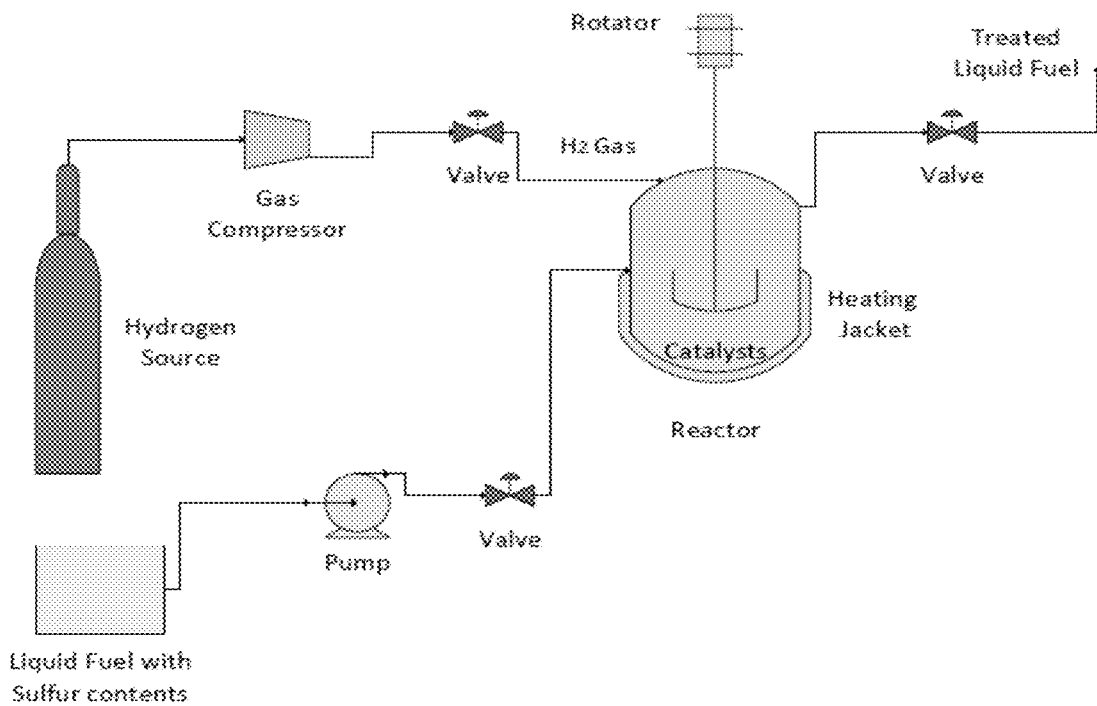 Rotator
Treated
Liquid Fuel
H2 Gas
Valve
Valve
Gas
Compressor
Hydrogen
Source
Heating
Jacket
Catalysts
Reactor
Valve
Pump
Liquid Fuel with
Sulfur contents